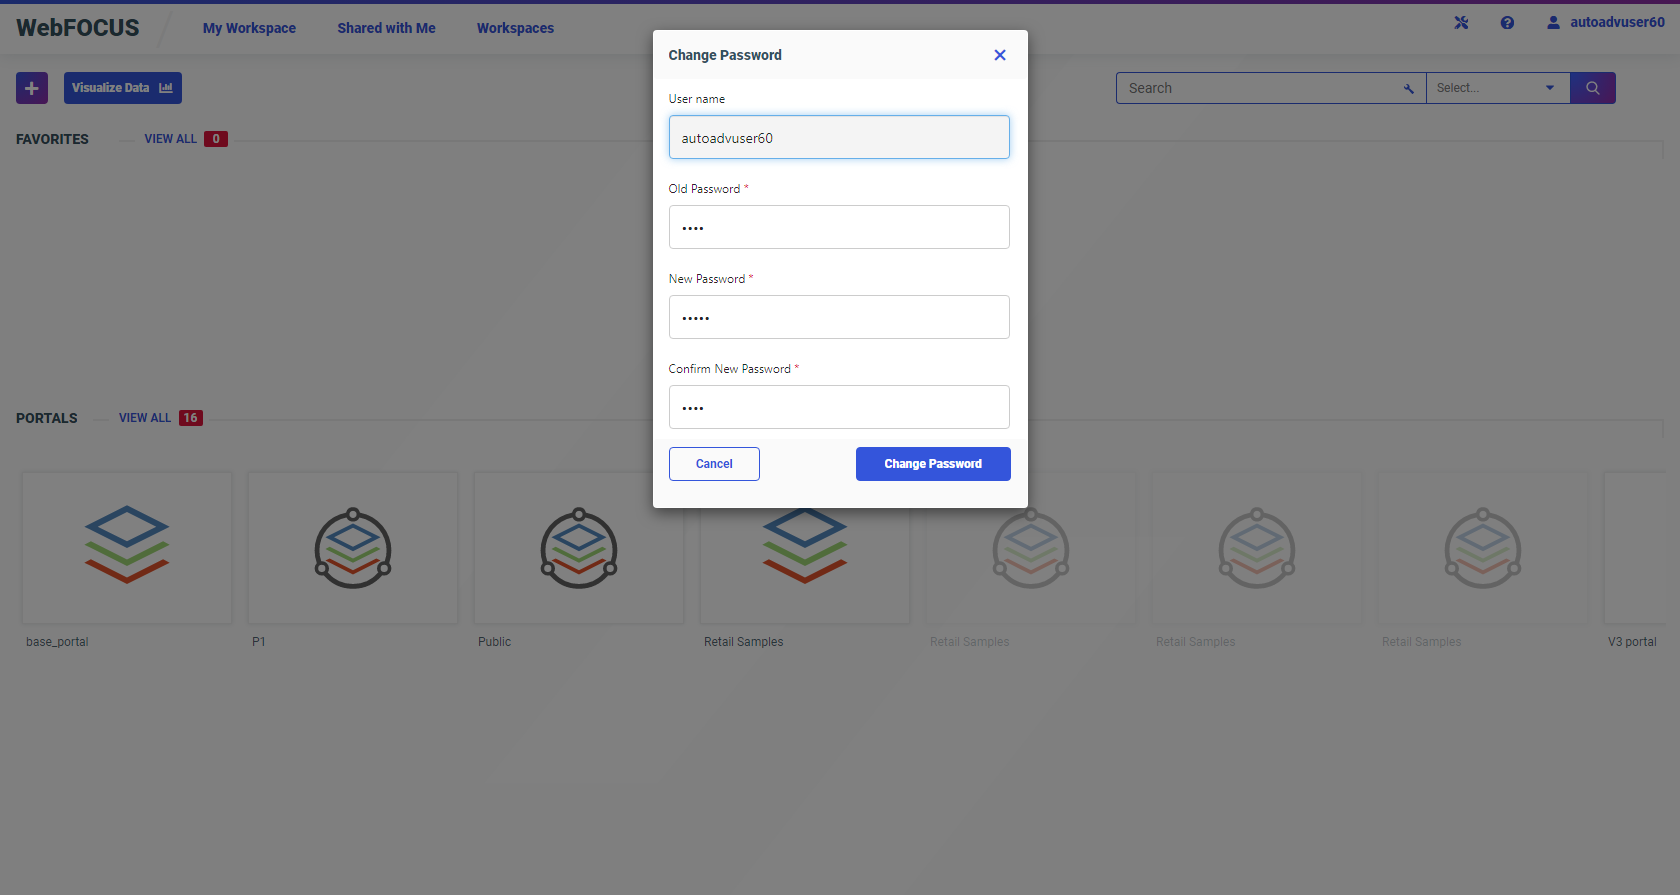 WebFOCUS
My Workspace
Shared with Me
Workspaces
autoadvuser60
Visualize Data
Search
Select...
FAVORITES
VIEW ALL 0
Change Password
User name
autoadvuser60
Old Password *
••••
New Password *
•••••
Confirm New Password *
••••
Cancel
Change Password
PORTALS
VIEW ALL 16
base_portal
P1
Public
Retail Samples
Retail Samples
Retail Samples
Retail Samples
V3 portal